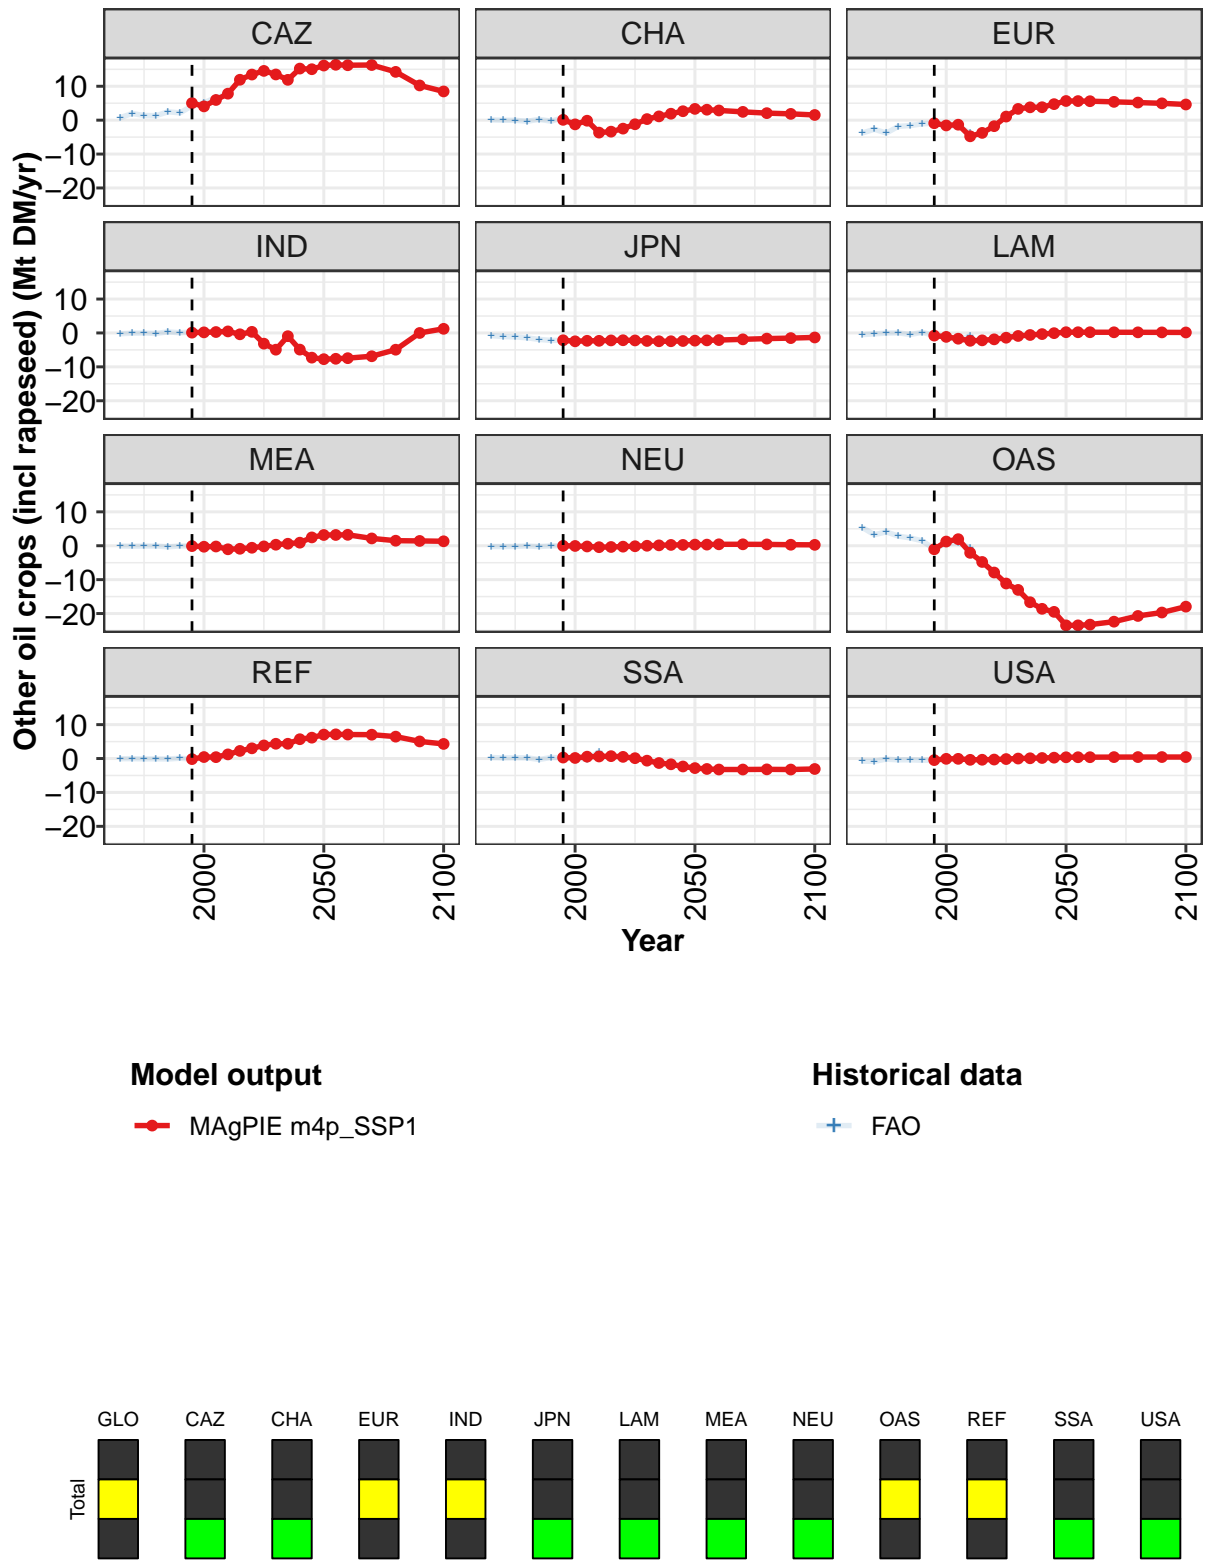 CAZ CHA EUR
10
0
−10
−20
IND JPN LAM
10
0
−10
−20
MEA NEU OAS
10
0
−10
−20
REF SSA USA
10
0
−10
−20
Other oil crops (incl rapeseed) (Mt DM/yr)
2000 2050 2100 2000 2050 2100 2000 2050 2100
Year
Model output Historical data
MAgPIE m4p_SSP1 FAO
GLO CAZ CHA EUR IND JPN LAM MEA NEU OAS REF SSA USA
Total